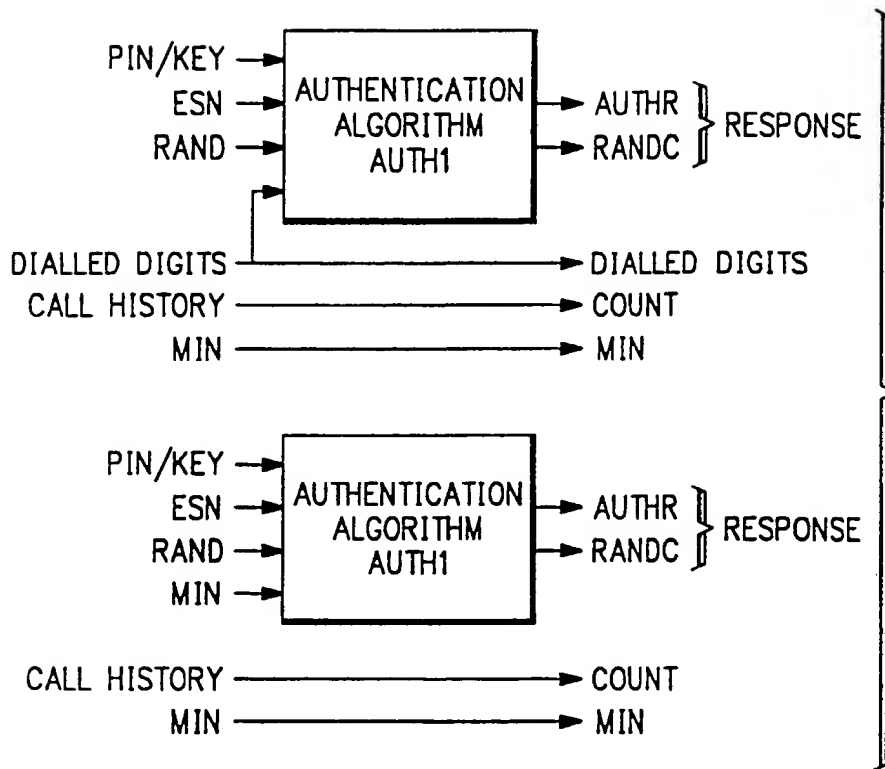 PIN/KEY
ESN
RAND
AUTHENTICATION
ALGORITHM
AUTH1
AUTHR
RANDC
RESPONSE
DIALLED DIGITS
DIALLED DIGITS
CALL HISTORY
COUNT
MIN
MIN
PIN/KEY
ESN
RAND
MIN
AUTHENTICATION
ALGORITHM
AUTH1
AUTHR
RANDC
RESPONSE
CALL HISTORY
COUNT
MIN
MIN